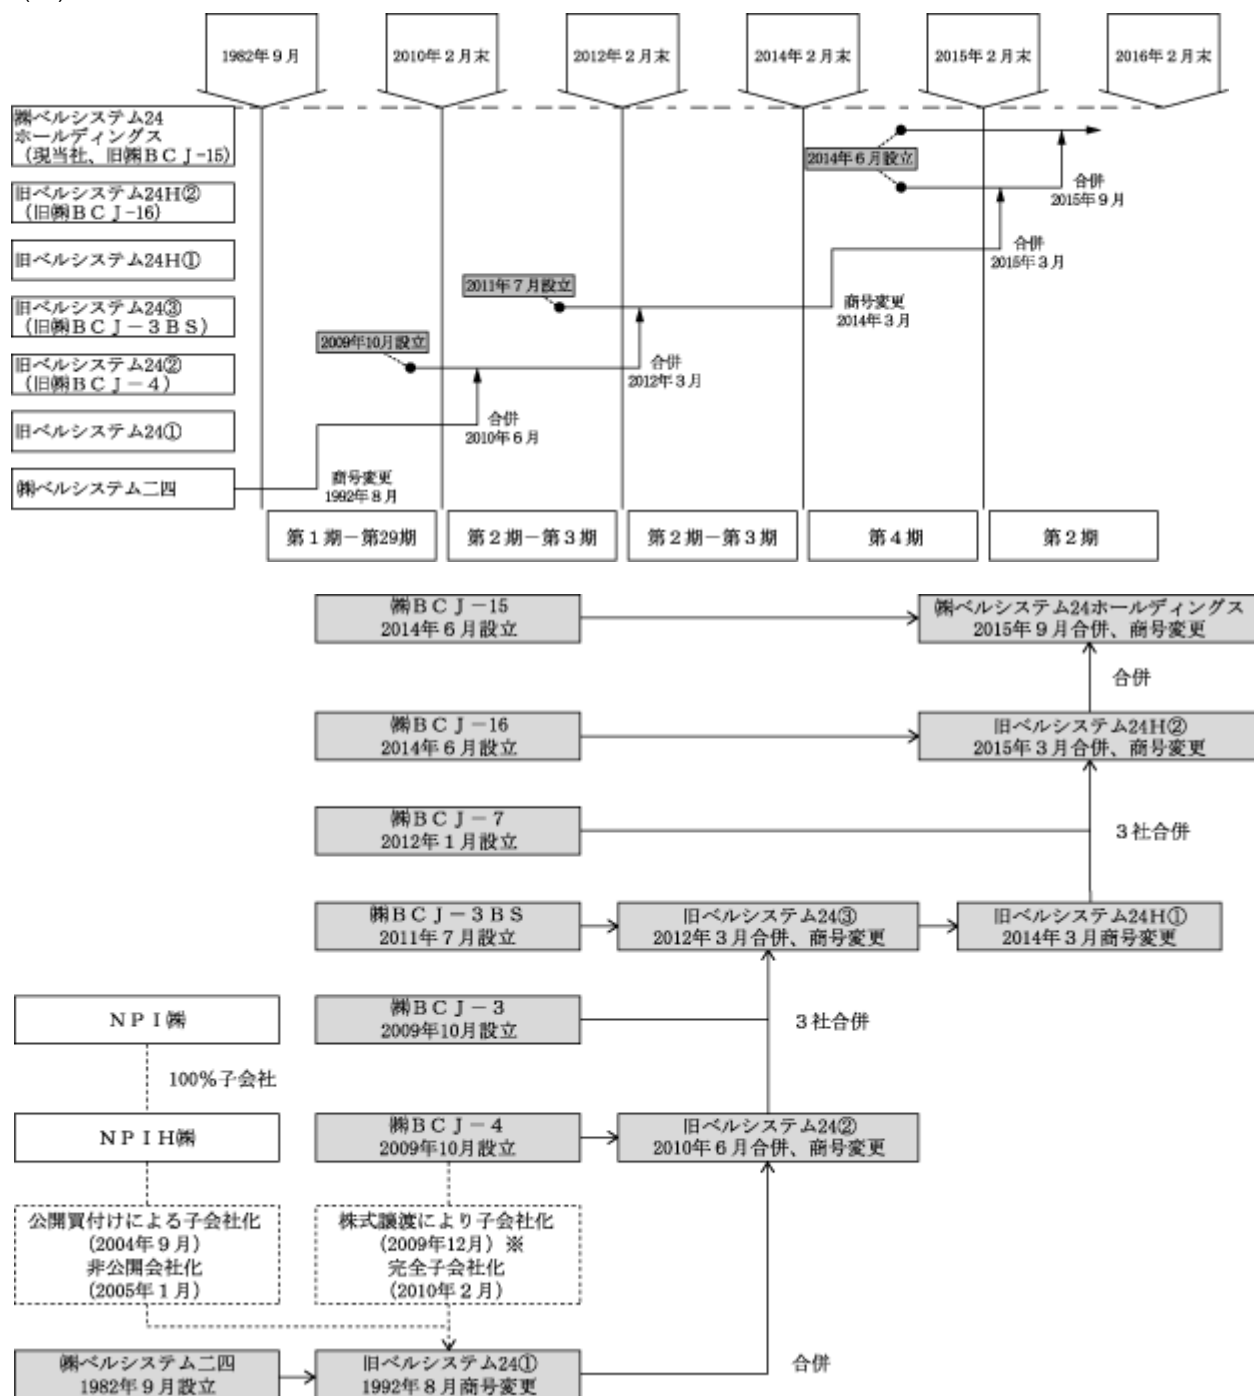 1982年9月
2010年2月末
2012年2月末
2014年2月末
2015年2月末
2016年2月末
㈱ベルシステム24
ホールディングス
(現当社、旧㈱BCJ-15)
旧ベルシステム24H②
(旧㈱BCJ-16)
旧ベルシステム24H①
旧ベルシステム24③
(旧㈱BCJ-3BS)
旧ベルシステム24②
(旧㈱BCJ-4)
旧ベルシステム24①
㈱ベルシステム二四
2014年6月設立
合併
2015年9月
合併
2015年3月
2011年7月設立
商号変更
2014年3月
2009年10月設立
合併
2012年3月
合併
2010年6月
商号変更
1992年8月
第1期-第29期
第2期-第3期
第2期-第3期
第4期
第2期
㈱BCJ-15
2014年6月設立
㈱ベルシステム24ホールディングス
2015年9月合併、商号変更
合併
㈱BCJ-16
2014年6月設立
旧ベルシステム24H②
2015年3月合併、商号変更
㈱BCJ-7
2012年1月設立
3社合併
㈱BCJ-3BS
2011年7月設立
旧ベルシステム24③
2012年3月合併、商号変更
旧ベルシステム24H①
2014年3月商号変更
NPI㈱
㈱BCJ-3
2009年10月設立
3社合併
100%子会社
NPIH㈱
㈱BCJ-4
2009年10月設立
旧ベルシステム24②
2010年6月合併、商号変更
公開買付けによる子会社化
(2004年9月)
非公開会社化
(2005年1月)
株式譲渡により子会社化
(2009年12月)※
完全子会社化
(2010年2月)
㈱ベルシステム二四
1982年9月設立
旧ベルシステム24①
1992年8月商号変更
合併